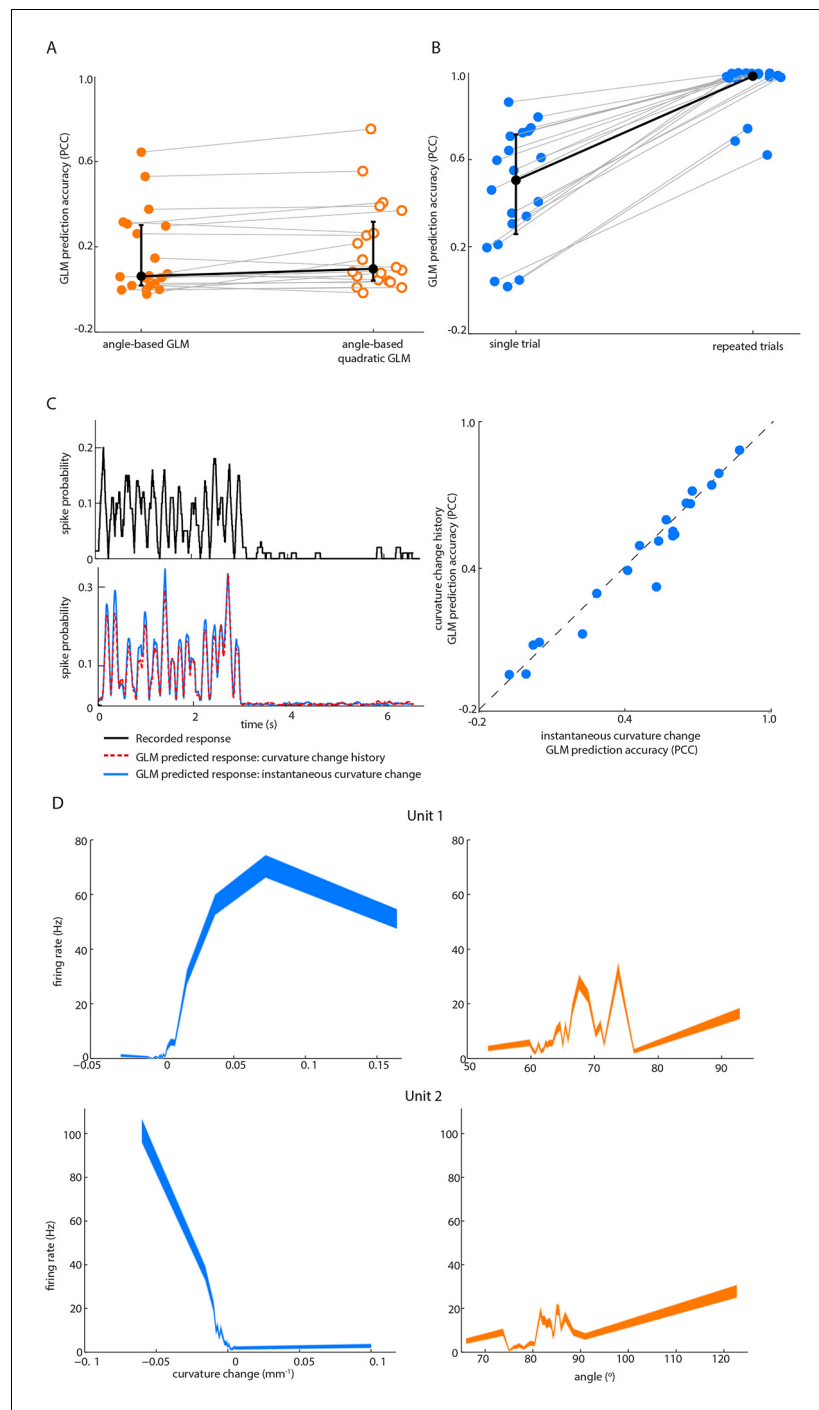 A
B
1.0
0.6
0.2
-0.2
GLM prediction accuracy (PCC)
angle-based GLM
angle-based
quadratic GLM
1.0
0.6
0.2
-0.2
GLM prediction accuracy (PCC)
single trial
repeated trials
C
0.2
0.1
0
spike probability
0.3
0.1
0
spike probability
0
2
4
6
time (s)
Recorded response
GLM predicted response: curvature change history
GLM predicted response: instantaneous curvature change
1.0
0.4
-0.2
curvature change history
GLM prediction accuracy (PCC)
-0.2
0.4
1.0
instantaneous curvature change
GLM prediction accuracy (PCC)
D
Unit 1
80
60
40
20
0
firing rate (Hz)
−0.05
0
0.05
0. 1
0.15
80
60
40
20
0
50
60
70
80
90
Unit 2
100
80
60
40
20
0
firing rate (Hz)
−0. 1
−0.05
0
0.05
0.1
curvature change (mm-1)
100
80
60
40
20
0
70
80
90
100
110
120
angle (º)